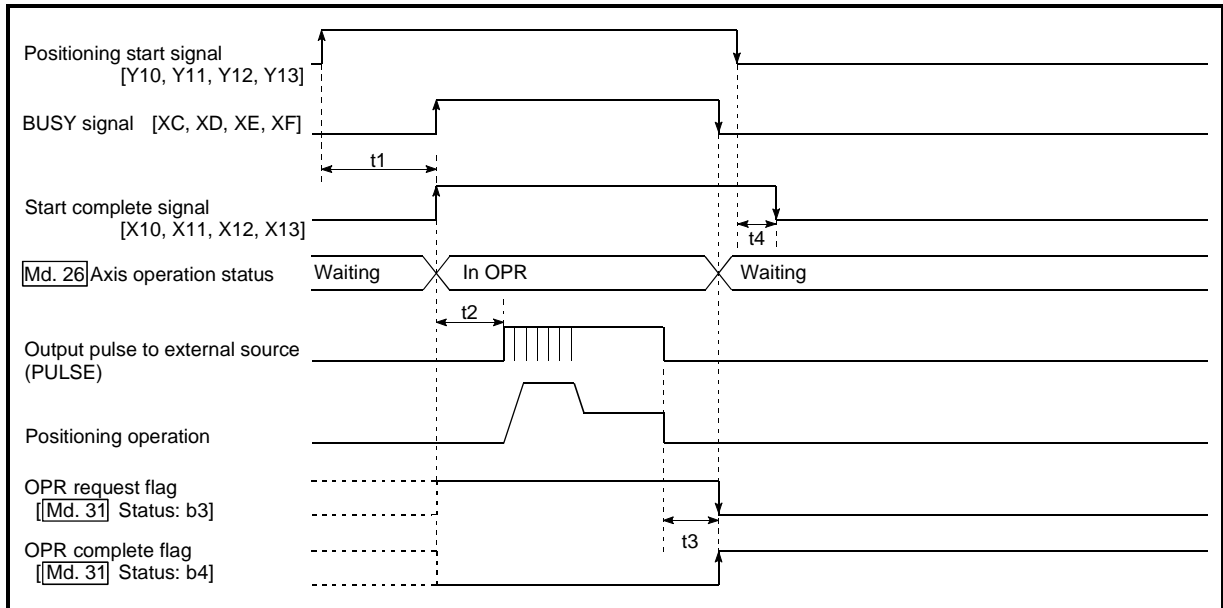 Positioning start signal
[Y10, Y11, Y12, Y13]
BUSY signal [XC, XD, XE, XF]
t1
Start complete signal
[X10, X11, X12, X13]
t4
Md. 26 Axis operation status
Waiting
In OPR
Waiting
t2
Output pulse to external source
(PULSE)
Positioning operation
OPR request flag
[Md. 31 Status: b3]
t3
OPR complete flag
[Md. 31 Status: b4]